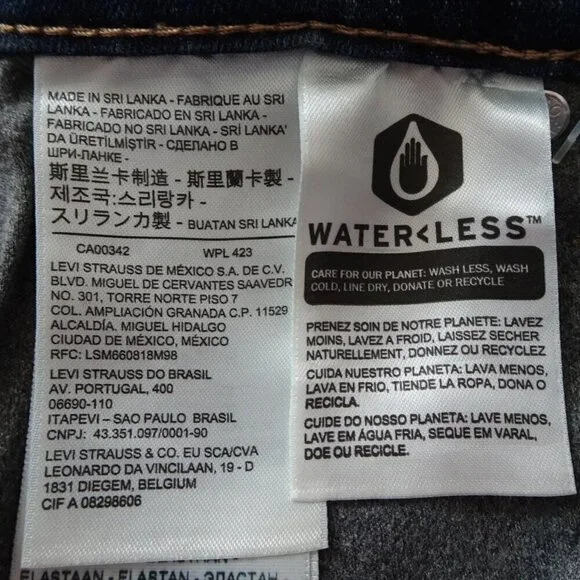 MADE IN SRI LANKA - FABRIQUE AU SRI
LANKA - FABRICADO EN SRI LANKA -
FABRICADO NO SRI LANKA - SRI LANKA'
DA ÜRETİLMİŞTİR - СДЕЛАНО В
ШРИ-ЛАНКЕ -
斯里兰卡制造 - 斯里蘭卡製 -
제조국:스리랑카 -
スリランカ製 - BUATAN SRI LANKA
CA00342 WPL 423
LEVI STRAUSS DE MÉXICO S.A. DE C.V.
BLVD. MIGUEL DE CERVANTES SAAVEDR
NO. 301, TORRE NORTE PISO 7
COL. AMPLIACIÓN GRANADA C.P. 11529
ALCALDÍA. MIGUEL HIDALGO
CIUDAD DE MÉXICO, MÉXICO
RFC: LSM660818M98
LEVI STRAUSS DO BRASIL
AV. PORTUGAL, 400
06690-110
ITAPEVI – SAO PAULO BRASIL
CNPJ: 43.351.097/0001-90
LEVI STRAUSS & CO. EU SCA/CVA
LEONARDO DA VINCILAAN, 19 - D
1831 DIEGEM, BELGIUM
CIF A 08298606
ELASTAAN - ELASTAN - ЭЛАСТАН
WATER<LESS™
CARE FOR OUR PLANET: WASH LESS, WASH
COLD, LINE DRY, DONATE OR RECYCLE
PRENEZ SOIN DE NOTRE PLANETE: LAVEZ
MOINS, LAVEZ A FROID, LAISSEZ SECHER
NATURELLEMENT, DONNEZ OU RECYCLEZ
CUIDA NUESTRO PLANETA: LAVA MENOS,
LAVA EN FRIO, TIENDE LA ROPA, DONA O
RECICLA.
CUIDE DO NOSSO PLANETA: LAVE MENOS,
LAVE EM ÁGUA FRIA, SEQUE EM VARAL,
DOE OU RECICLE.